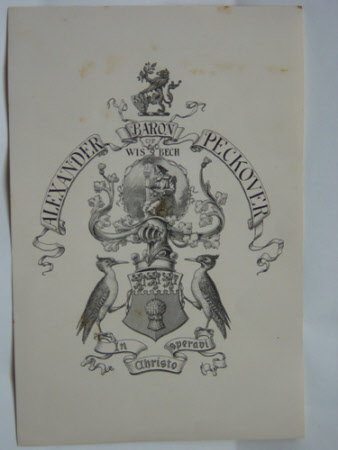 ALEXANDER
BARON
OF
WISBECH
PECKOVER
In Christo speravi